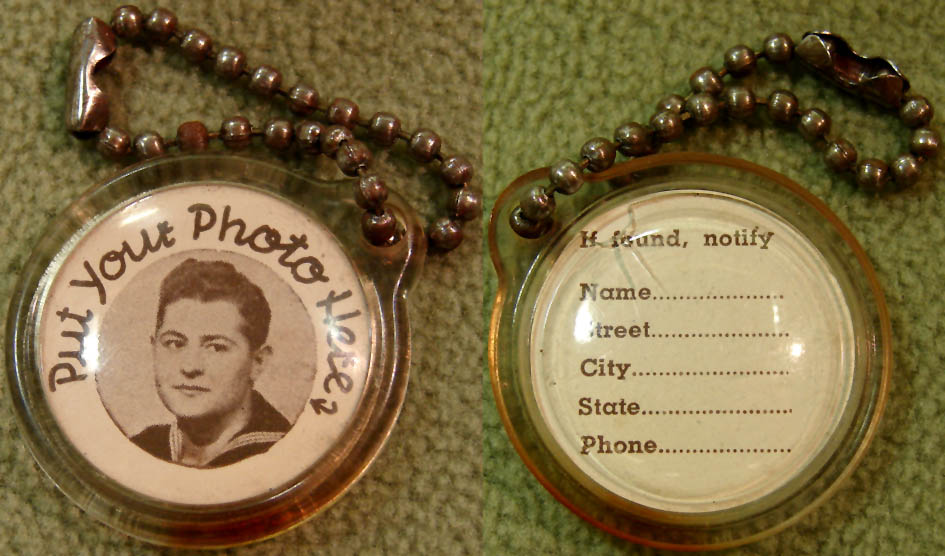 Put Your Photo Here
If found, notify
Name....................
Street.....................
City........................
State.......................
Phone....................